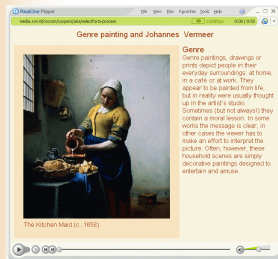 RealOne Player
File View Play Favorites Tools Help
Genre painting and Johannes Vermeer
Genre
Genre paintings, drawings or
prints depict people in their
everyday surroundings: at home,
in a café or at work. They
appear to be painted from life,
but in reality were usually thought
up in the artist's studio.
Sometimes (but not always!) they
contain a moral lesson. In some
works the message is clear, in
other cases the viewer has to
make an effort to interpret the
picture. Often, however, these
household scenes are simply
decorative paintings designed to
entertain and amuse.
The Kitchen Maid (c. 1658)